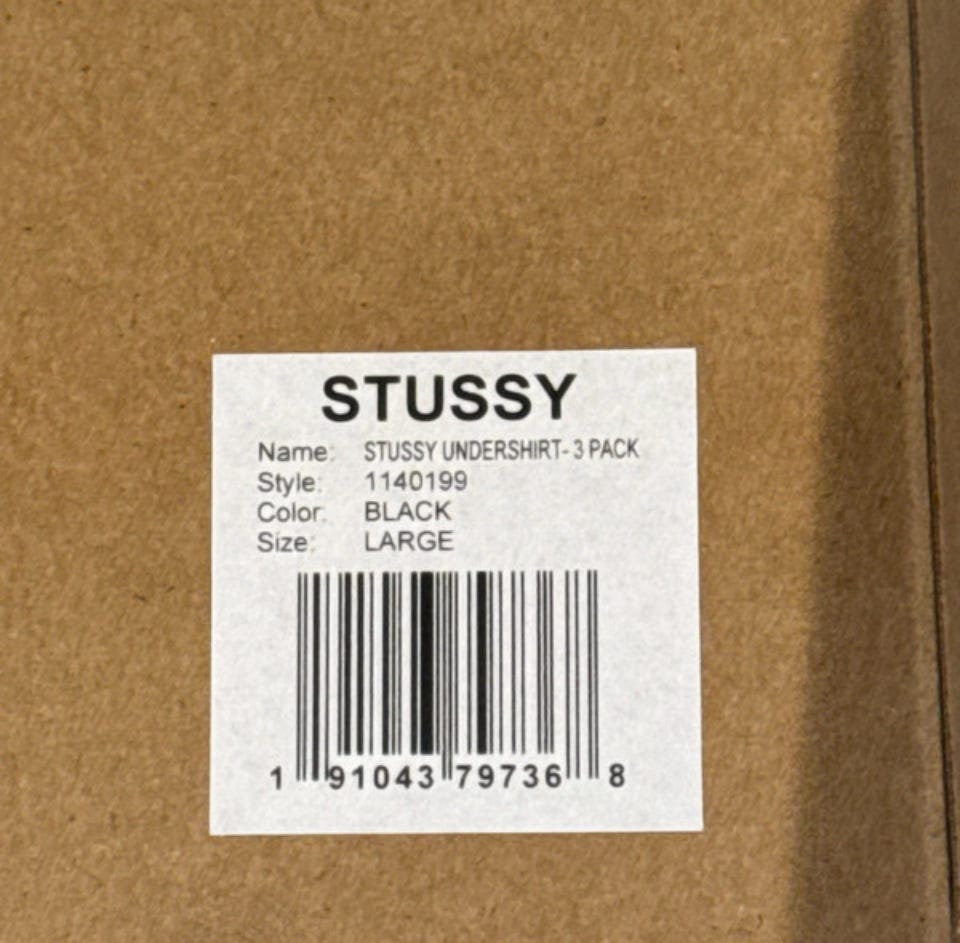 STUSSY
Name: STUSSY UNDERSHIRT- 3 PACK
Style: 1140199
Color: BLACK
Size: LARGE
1 91043 79736 8